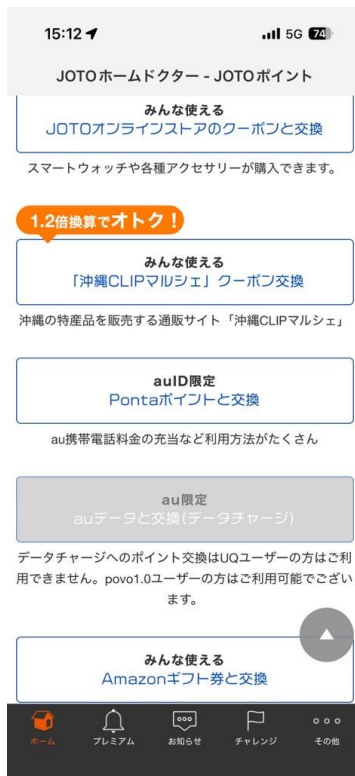 15:12
5G 74
JOTOホームドクター - JOTOポイント
みんな使える
JOTOオンラインストアのクーポンと交換
スマートウォッチや各種アクセサリーが購入できます。
1.2倍換算でオトク！
みんな使える
「沖縄CLIPマルシェ」クーポン交換
沖縄の特産品を販売する通販サイト「沖縄CLIPマルシェ」
auID限定
Pontaポイントと交換
au携帯電話料金の充当など利用方法がたくさん
au限定
auデータと交換(データチャージ)
データチャージへのポイント交換はUQユーザーの方はご利
用できません。povo1.0ユーザーの方はご利用可能でござい
ます。
みんな使える
Amazonギフト券と交換
ホーム プレミアム お知らせ チャレンジ その他